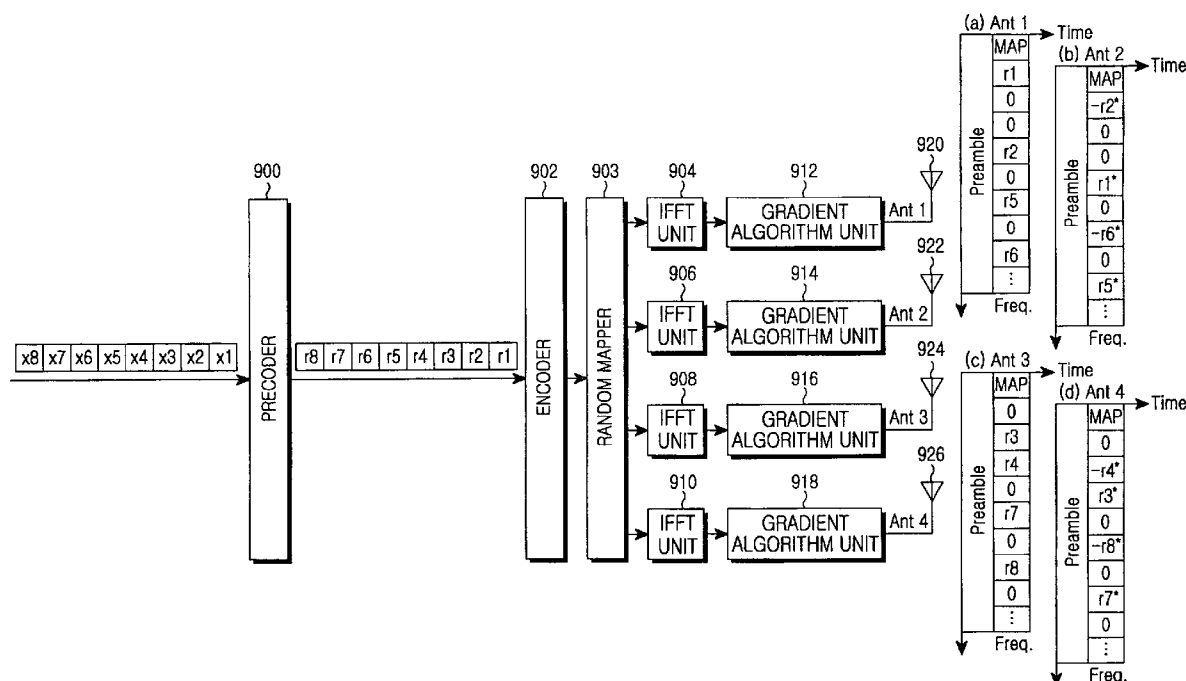 x8 x7 x6 x5 x4 x3 x2 x1
900
PRECODER
r8 r7 r6 r5 r4 r3 r2 r1
902
ENCODER
903
RANDOM MAPPER
904
IFFT
UNIT
912
GRADIENT
ALGORITHM UNIT
Ant 1
920
906
IFFT
UNIT
914
GRADIENT
ALGORITHM UNIT
Ant 2
922
908
IFFT
UNIT
916
GRADIENT
ALGORITHM UNIT
Ant 3
924
910
IFFT
UNIT
918
GRADIENT
ALGORITHM UNIT
Ant 4
926
(a) Ant 1
Time
Preamble
MAP
r1
0
0
r2
0
r5
0
r6
⋮
Freq.
(b) Ant 2
Time
Preamble
MAP
-r2*
0
0
r1*
0
-r6*
0
r5*
⋮
Freq.
(c) Ant 3
Time
Preamble
MAP
0
r3
r4
0
r7
0
r8
0
⋮
Freq.
(d) Ant 4
Time
Preamble
MAP
0
-r4*
r3*
0
-r8*
0
r7*
0
⋮
Freq.